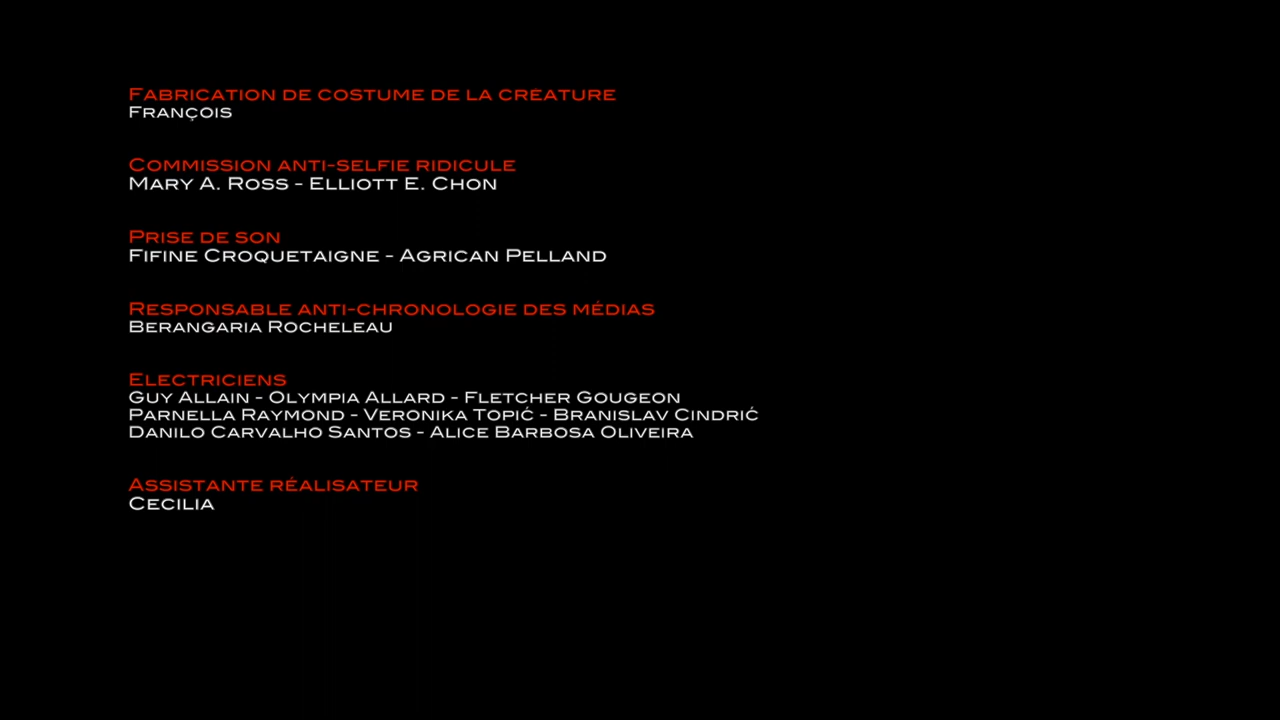 Fabrication de costume de la créature
François
Commission anti-selfie ridicule
Mary A. Ross - Elliott E. Chon
Prise de son
Fifine Croquetaigne - Agrican Pelland
Responsable anti-chronologie des médias
Berangaria Rocheleau
Electriciens
Guy Allain - Olympia Allard - Fletcher Gougeon
Parnella Raymond - Veronika Topić - Branislav Cindrić
Danilo Carvalho Santos - Alice Barbosa Oliveira
Assistante réalisateur
Cecilia